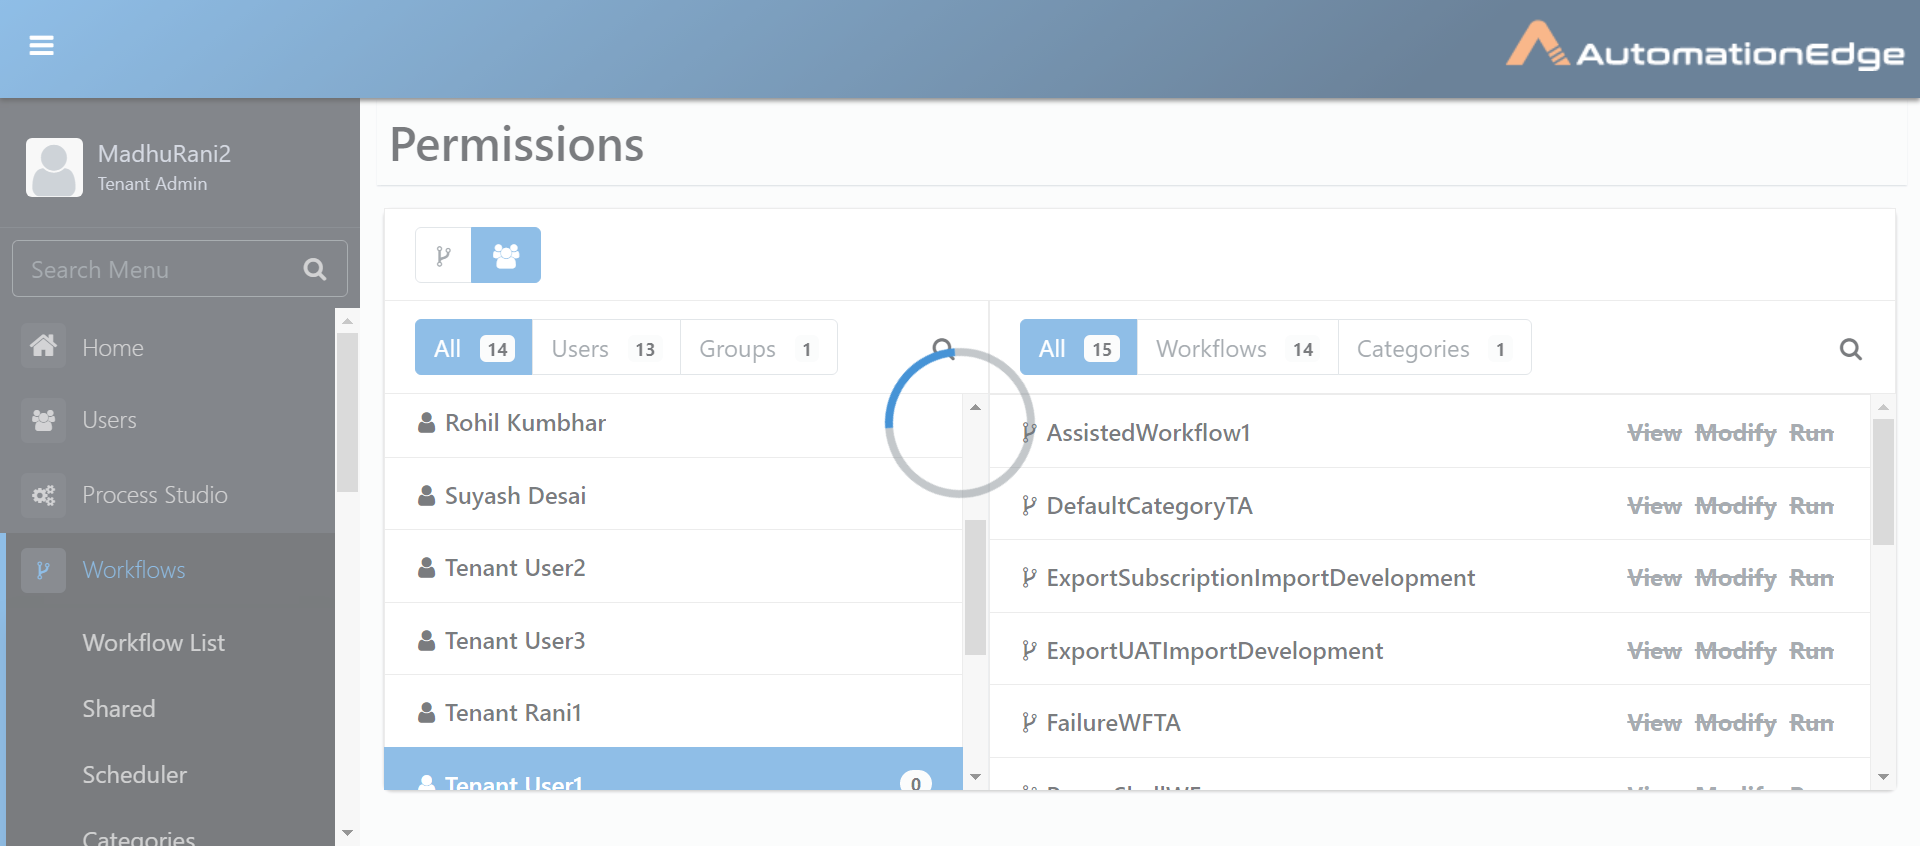 AutomationEdge
MadhuRani2
Tenant Admin
Search Menu
Home
Users
Process Studio
Workflows
Workflow List
Shared
Scheduler
Categories
Permissions
All 14 Users 13 Groups 1
Rohil Kumbhar
Suyash Desai
Tenant User2
Tenant User3
Tenant Rani1
Tenant User1 0
All 15 Workflows 14 Categories 1
AssistedWorkflow1 View Modify Run
DefaultCategoryTA View Modify Run
ExportSubscriptionImportDevelopment View Modify Run
ExportUATImportDevelopment View Modify Run
FailureWFTA View Modify Run
View Modify Run